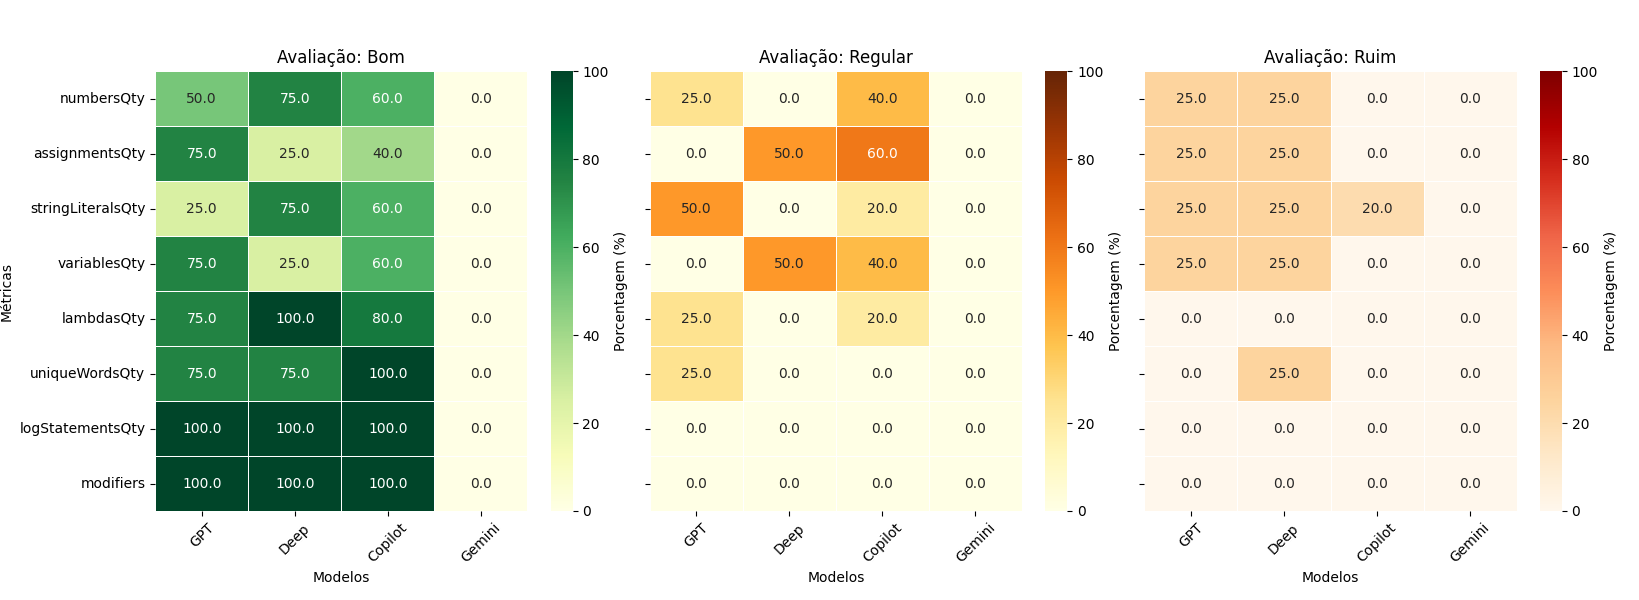 Avaliação: Bom
Avaliação: Regular
Avaliação: Ruim
Métricas
numbersQty 50.0 75.0 60.0 0.0 25.0 0.0 40.0 0.0 25.0 25.0 0.0 0.0
assignmentsQty 75.0 25.0 40.0 0.0 0.0 50.0 60.0 0.0 25.0 25.0 0.0 0.0
stringLiteralsQty 25.0 75.0 60.0 0.0 50.0 0.0 20.0 0.0 25.0 25.0 20.0 0.0
variablesQty 75.0 25.0 60.0 0.0 0.0 50.0 40.0 0.0 25.0 25.0 0.0 0.0
lambdasQty 75.0 100.0 80.0 0.0 25.0 0.0 20.0 0.0 0.0 0.0 0.0 0.0
uniqueWordsQty 75.0 75.0 100.0 0.0 25.0 0.0 0.0 0.0 0.0 25.0 0.0 0.0
logStatementsQty 100.0 100.0 100.0 0.0 0.0 0.0 0.0 0.0 0.0 0.0 0.0 0.0
modifiers 100.0 100.0 100.0 0.0 0.0 0.0 0.0 0.0 0.0 0.0 0.0 0.0
GPT Deep Copilot Gemini
Modelos
100
80
60
40
20
0
Porcentagem (%)
GPT Deep Copilot Gemini
Modelos
100
80
60
40
20
0
Porcentagem (%)
GPT Deep Copilot Gemini
Modelos
100
80
60
40
20
0
Porcentagem (%)